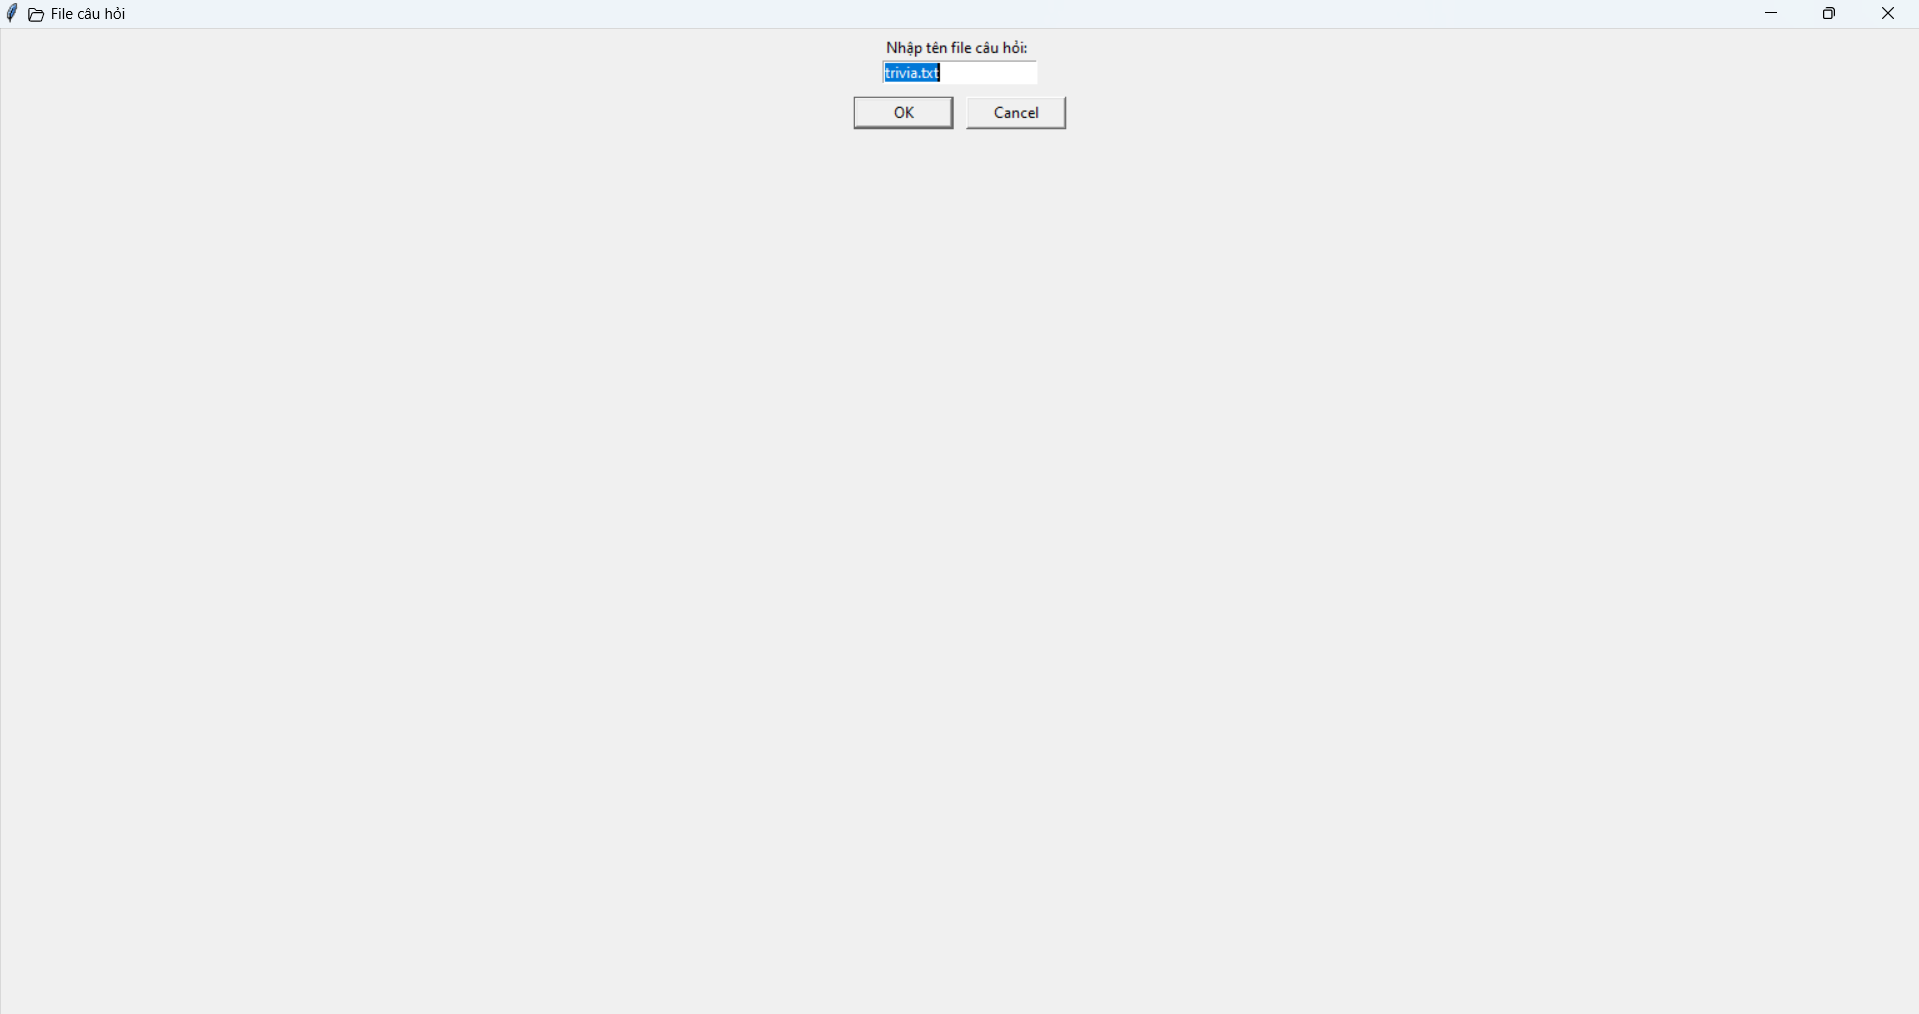 File câu hỏi
Nhập tên file câu hỏi:
trivia.txt
OK Cancel